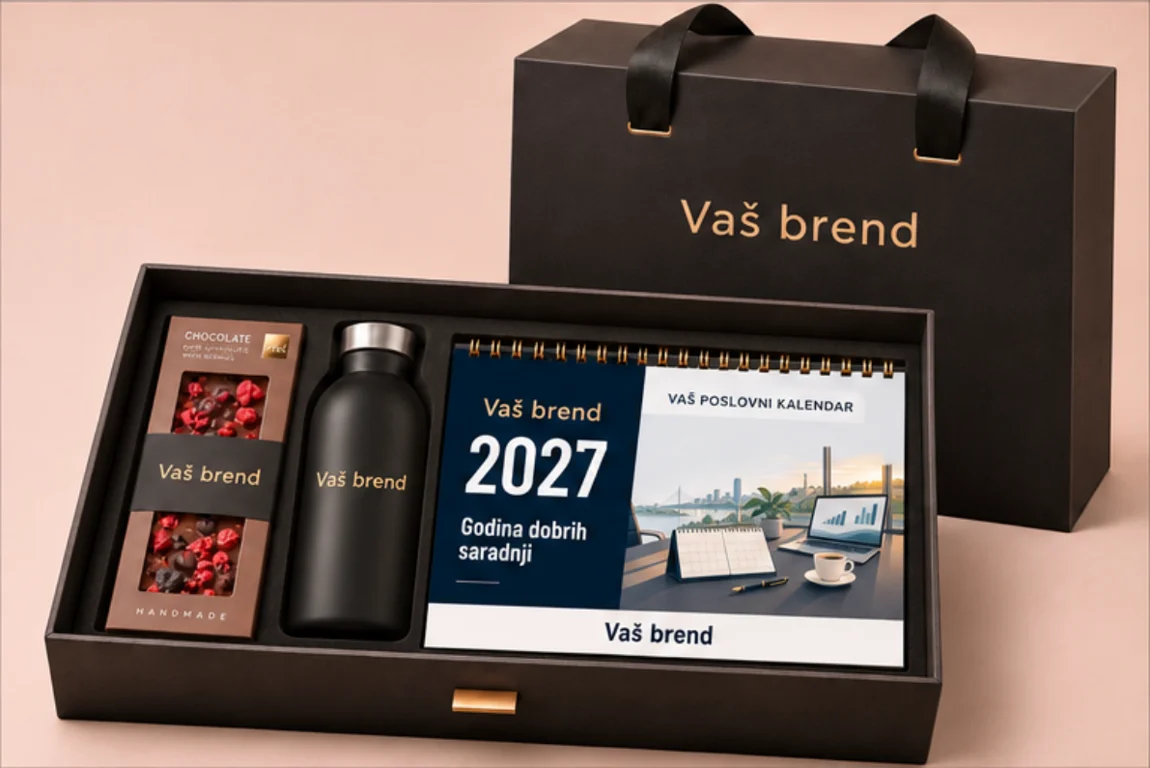 Vaš brend
CHOCOLATE
Vaš brend
HANDMADE
Vaš brend
Vaš brend
2027
Godina dobrih
saradnji
VAŠ POSLOVNI KALENDAR
Vaš brend